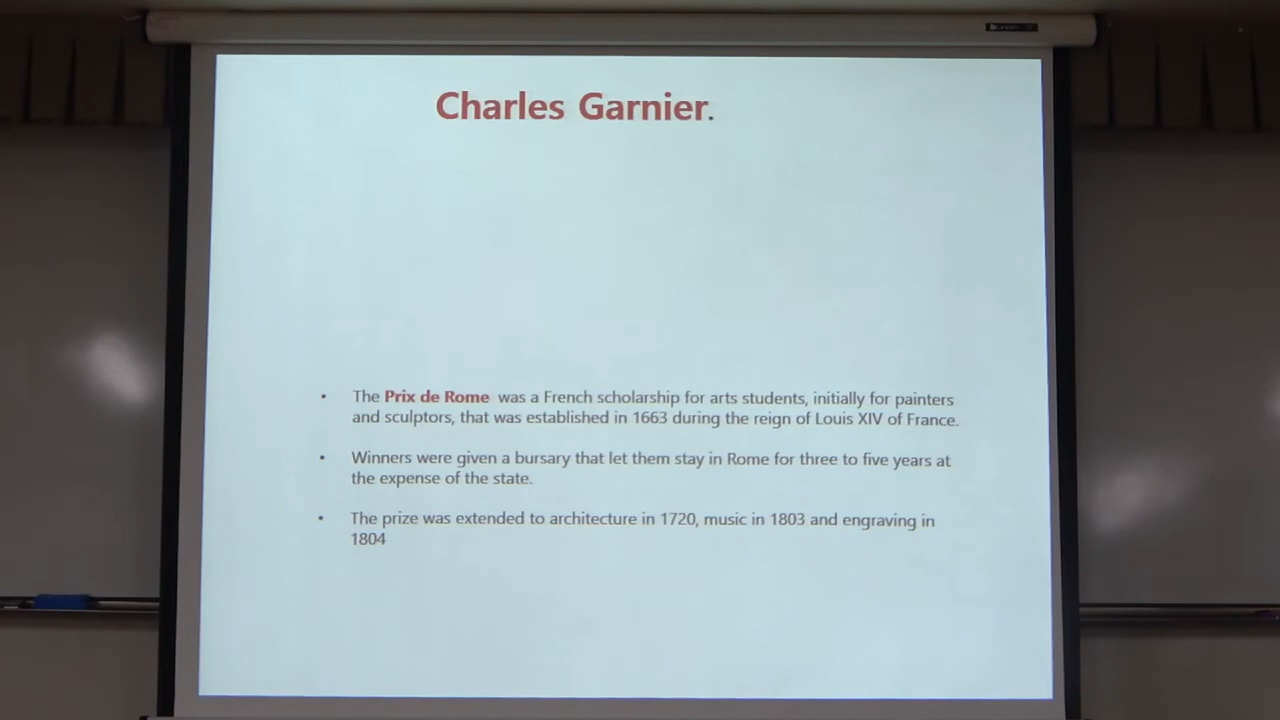 Charles Garnier.
• The Prix de Rome was a French scholarship for arts students, initially for painters
and sculptors, that was established in 1663 during the reign of Louis XIV of France.
• Winners were given a bursary that let them stay in Rome for three to five years at
the expense of the state.
• The prize was extended to architecture in 1720, music in 1803 and engraving in
1804